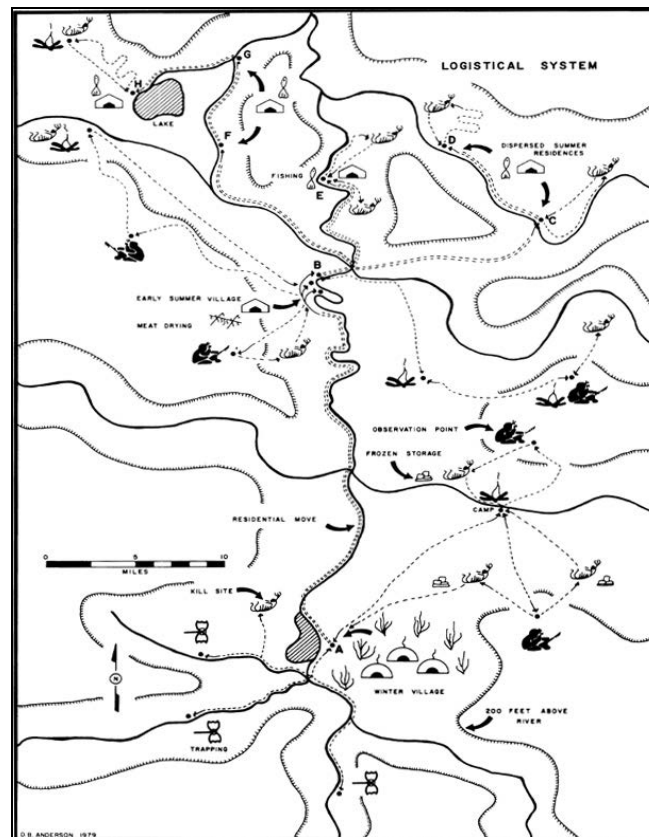 G
LOGISTICAL SYSTEM
H
LAKE
F
D
DISPERSED SUMMER
RESIDENCES
FISHING
E
C
B
EARLY SUMMER VILLAGE
MEAT DRYING
OBSERVATION POINT
FROZEN STORAGE
CAMP
RESIDENTIAL MOVE
0 5 10
MILES
KILL SITE
A
N
WINTER VILLAGE
200 FEET ABOVE
RIVER
TRAPPING
D.B. ANDERSON 1979